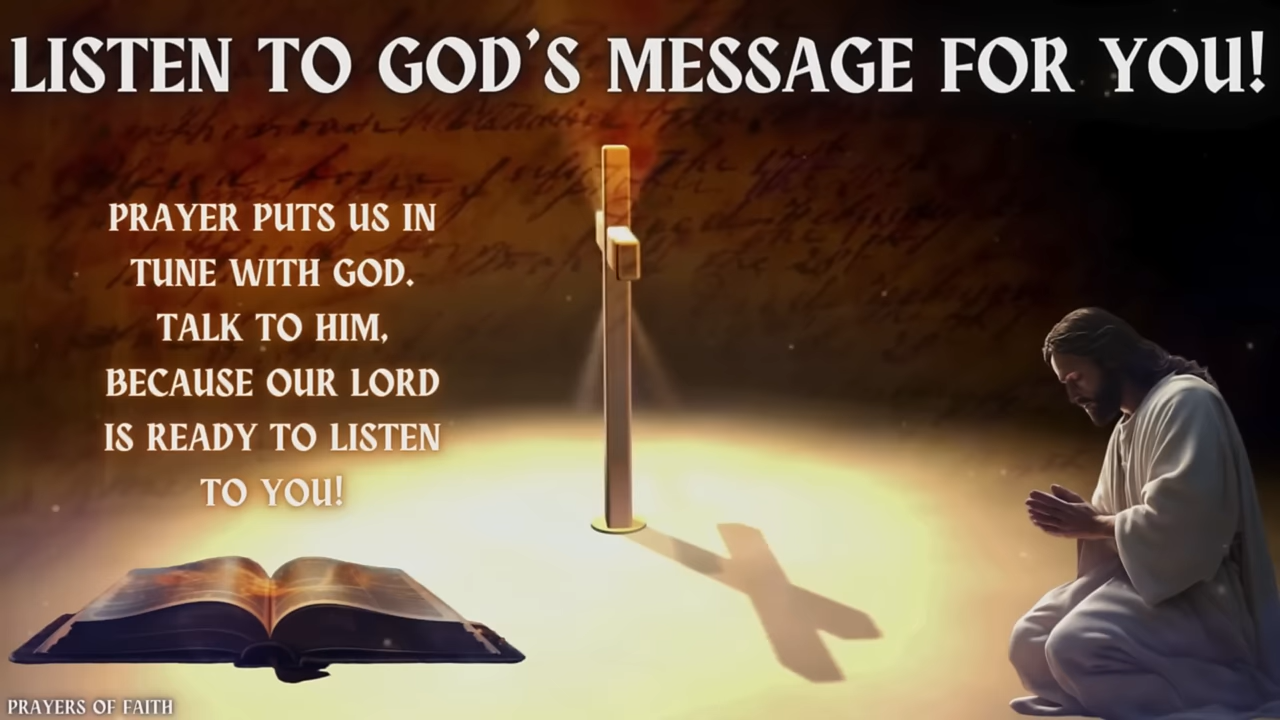 LISTEN TO GOD'S MESSAGE FOR YOU!
PRAYER PUTS US IN
TUNE WITH GOD.
TALK TO HIM,
BECAUSE OUR LORD
IS READY TO LISTEN
TO YOU!
PRAYERS OF FAITH